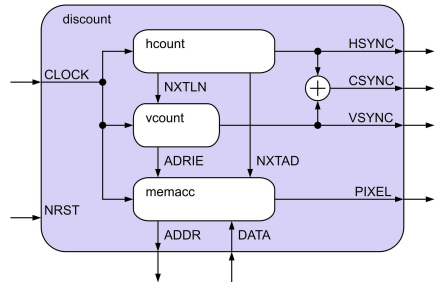 discount
hcount
HSYNC
CLOCK
NXTLN
CSYNC
vcount
VSYNC
ADRIE
NXTAD
memacc
PIXEL
NRST
ADDR
DATA